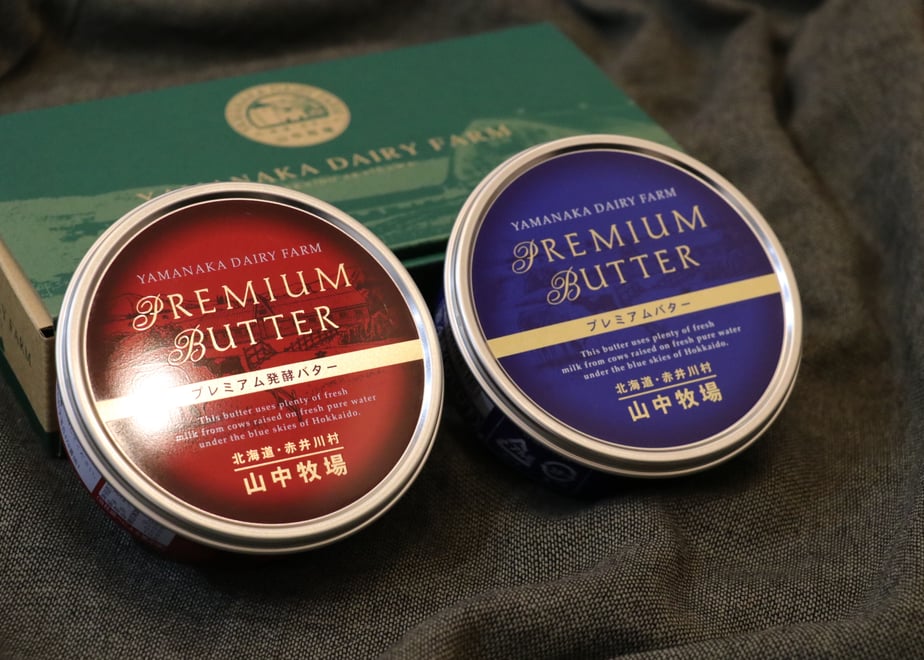 YAMANAKA DAIRY FARM
YAMANAKA DAIRY FARM
PREMIUM
BUTTER
プレミアム発酵バター
This butter uses plenty of fresh
milk from cows raised on fresh pure water
under the blue skies of Hokkaido.
北海道・赤井川村
山中牧場
YAMANAKA DAIRY FARM
PREMIUM
BUTTER
プレミアムバター
This butter uses plenty of fresh
milk from cows raised on fresh pure water
under the blue skies of Hokkaido.
北海道・赤井川村
山中牧場
FARM